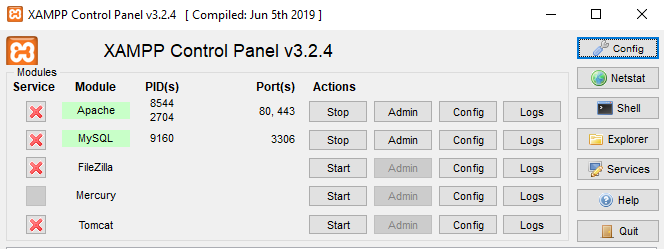 XAMPP Control Panel v3.2.4 [ Compiled: Jun 5th 2019 ]
XAMPP Control Panel v3.2.4
Config
Modules
Service Module PID(s) Port(s) Actions
Netstat
Apache 8544 2704 80, 443 Stop Admin Config Logs
Shell
MySQL 9160 3306 Stop Admin Config Logs
Explorer
FileZilla Start Admin Config Logs
Services
Mercury Start Admin Config Logs
Help
Tomcat Start Admin Config Logs
Quit